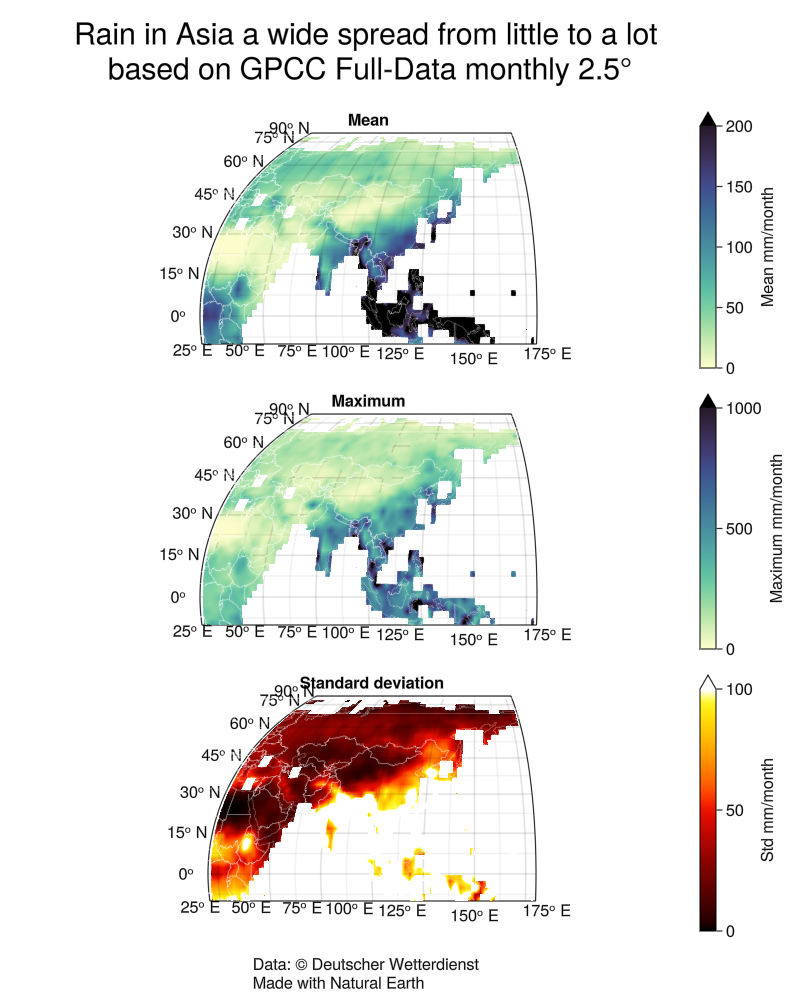 Rain in Asia a wide spread from little to a lot
based on GPCC Full-Data monthly 2.5°
Mean
90° N
75° N
60° N
45° N
30° N
15° N
0°
25° E 50° E 75° E 100° E 125° E 150° E 175° E
200
150
100
50
0
Mean mm/month
Maximum
90° N
75° N
60° N
45° N
30° N
15° N
0°
25° E 50° E 75° E 100° E 125° E 150° E 175° E
1000
500
0
Maximum mm/month
Standard deviation
90° N
75° N
60° N
45° N
30° N
15° N
0°
25° E 50° E 75° E 100° E 125° E 150° E 175° E
100
50
0
Std mm/month
Data: © Deutscher Wetterdienst
Made with Natural Earth